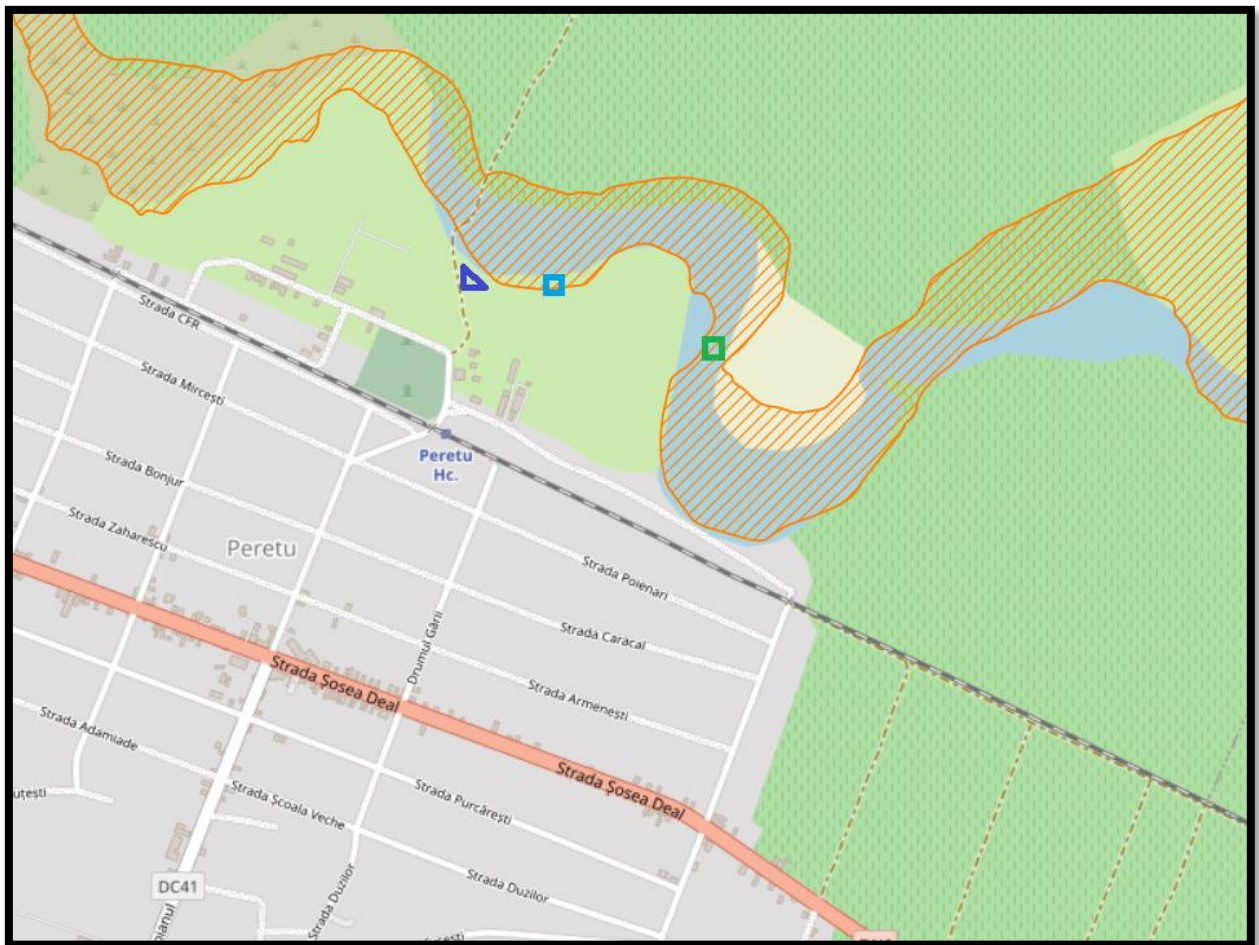 Strada CFR
Strada Mircești
Peretu
Hc.
Strada Bonjur
Strada Zaharescu
Peretu
Strada Poienari
Strada Caracal
Drumul Gării
Strada Șosea Deal
Strada Armenești
Strada Adamiade
Strada Șosea Deal
Strada Școala Veche
Strada Purcărești
Strada Duzilor
Strada Duzilor
DC41